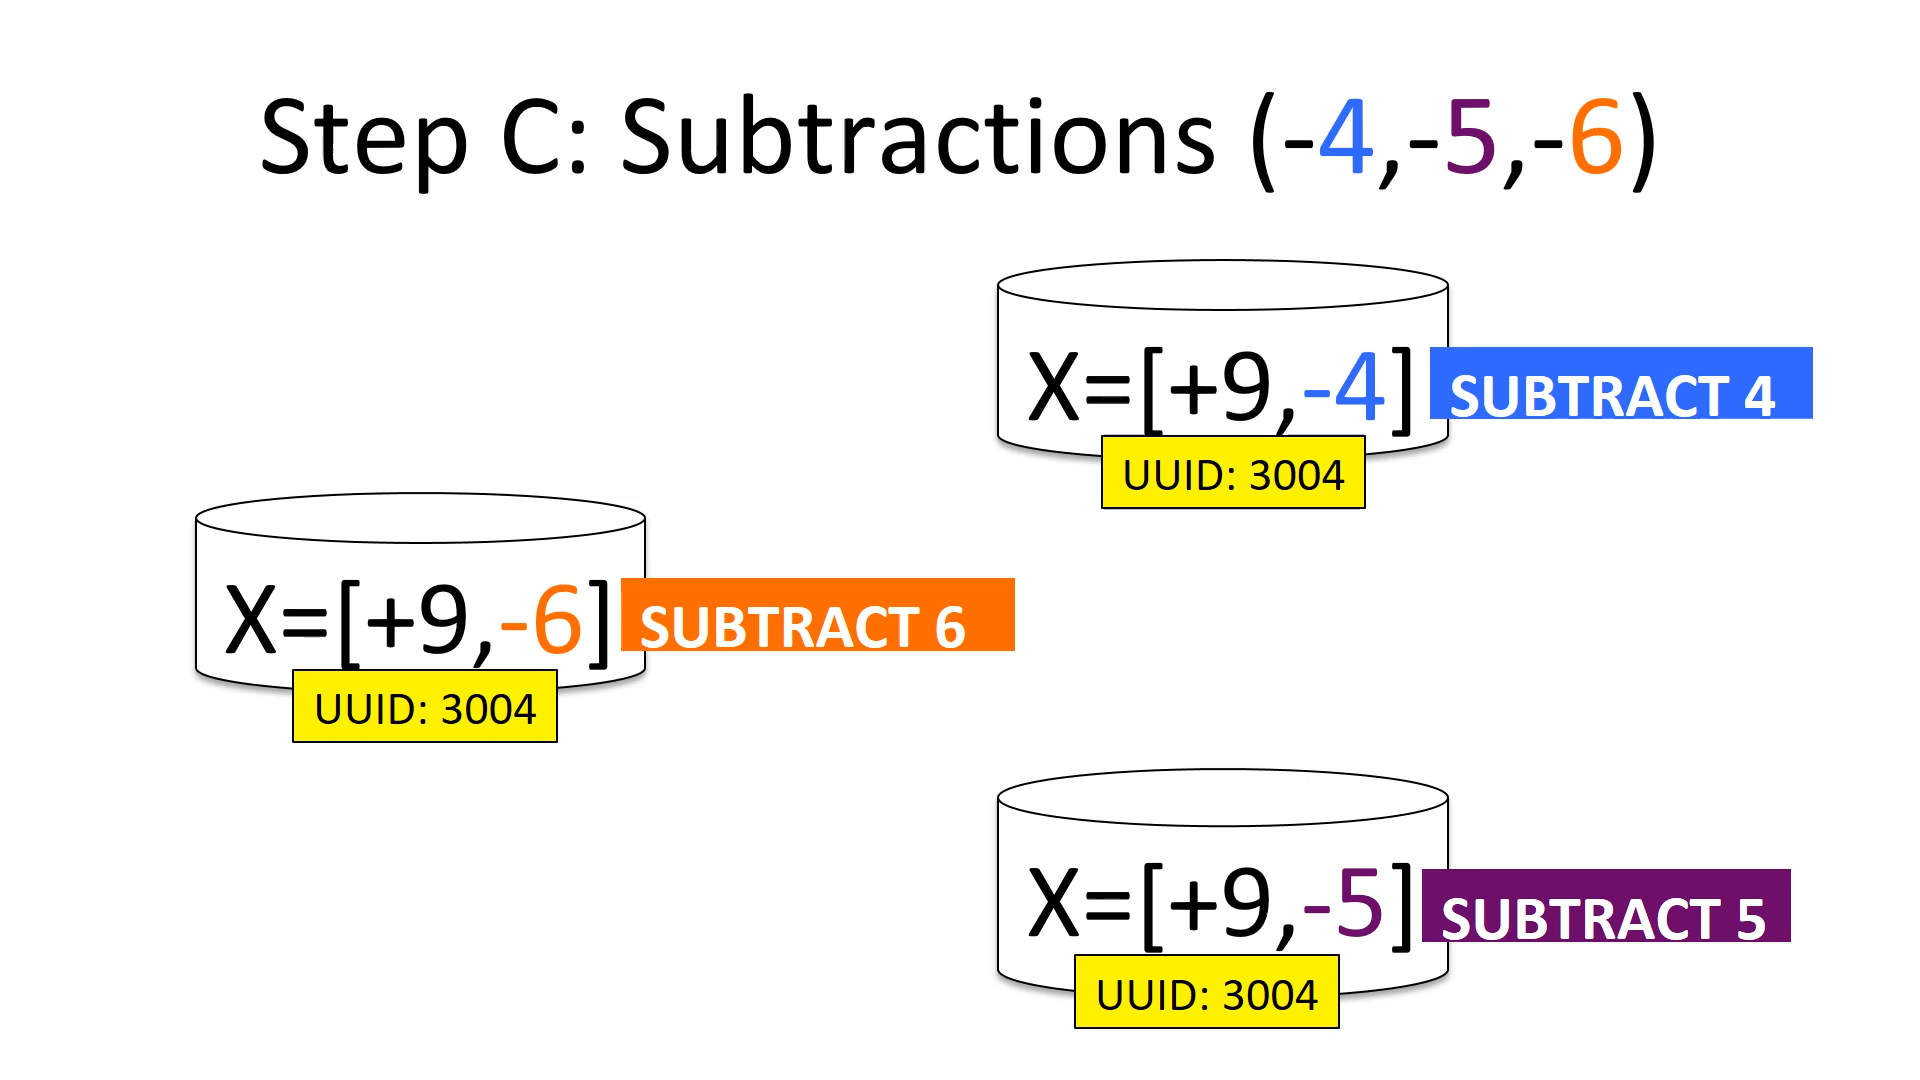 Step C: Subtractions (-4,-5,-6)
X=[+9,-4]
SUBTRACT 4
UUID: 3004
X=[+9,-6]
SUBTRACT 6
UUID: 3004
X=[+9,-5]
SUBTRACT 5
UUID: 3004